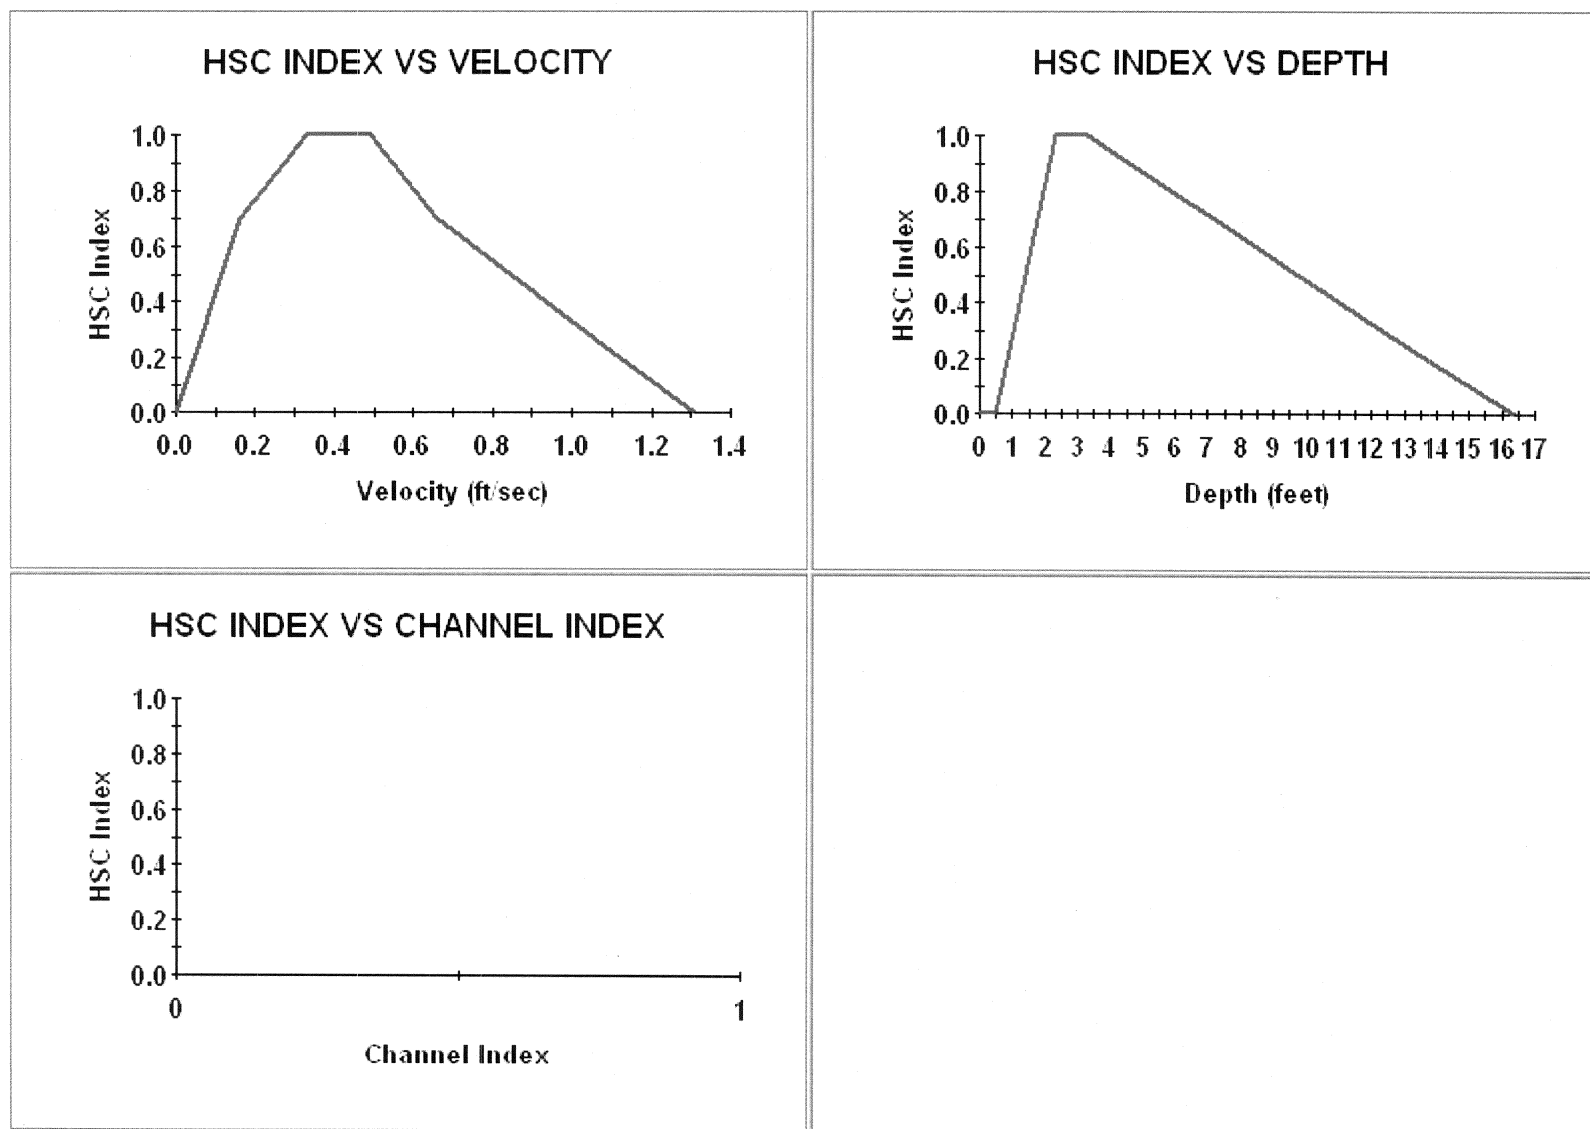 HSC INDEX VS VELOCITY
1.0
0.8
0.6
0.4
0.2
0.0
HSC Index
0.0 0.2 0.4 0.6 0.8 1.0 1.2 1.4
Velocity (ft/sec)
HSC INDEX VS DEPTH
1.0
0.8
0.6
0.4
0.2
0.0
HSC Index
0 1 2 3 4 5 6 7 8 9 10 11 12 13 14 15 16 17
Depth (feet)
HSC INDEX VS CHANNEL INDEX
1.0
0.8
0.6
0.4
0.2
0.0
HSC Index
0 1
Channel Index